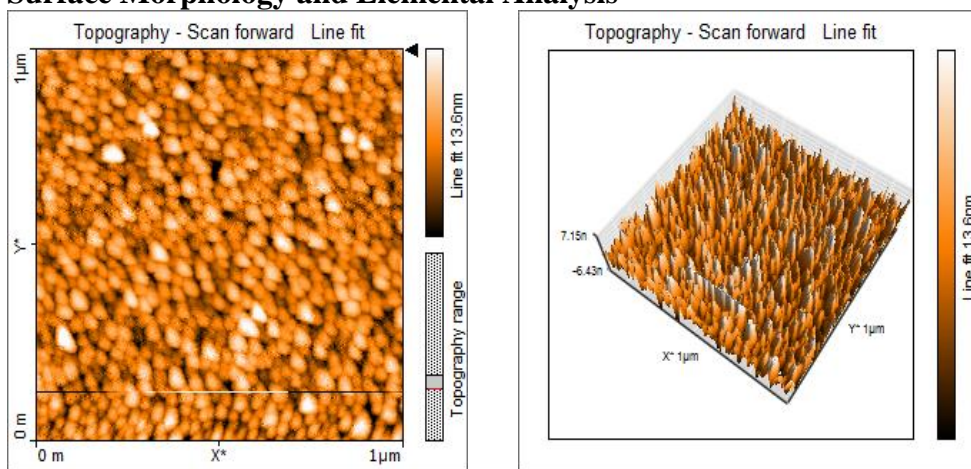 Surface Morphology and Elemental Analysis
Topography - Scan forward Line fit
1µm
Y*
0 m
0 m
X*
1µm
Line fit 13.6nm
Topography range
Topography - Scan forward Line fit
7.15n
-6.43n
X* 1µm
Y* 1µm
Line fit 13.6nm